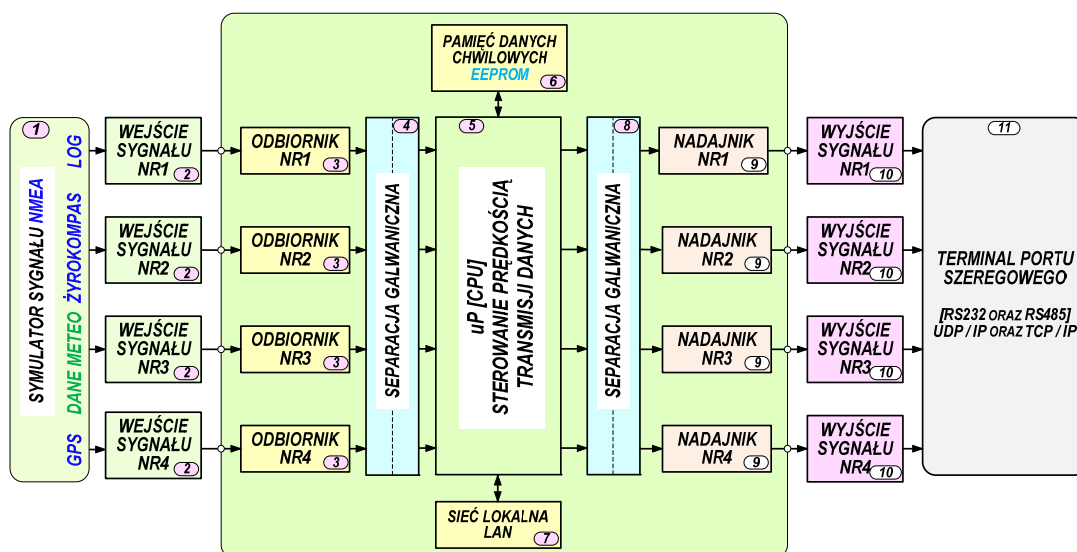 PAMIĘĆ DANYCH
CHWILOWYCH
EEPROM
6
1
SYMULATOR SYGNAŁU NMEA
LOG
ŻYROKOMPAS
DANE METEO
GPS
WEJŚCIE
SYGNAŁU
NR1
2
WEJŚCIE
SYGNAŁU
NR2
2
WEJŚCIE
SYGNAŁU
NR3
2
WEJŚCIE
SYGNAŁU
NR4
2
ODBIORNIK
NR1
3
ODBIORNIK
NR2
3
ODBIORNIK
NR3
3
ODBIORNIK
NR4
3
4
SEPARACJA GALWANICZNA
5
uP [CPU]
STEROWANIE PRĘDKOŚCIĄ
TRANSMISJI DANYCH
SIEĆ LOKALNA
LAN
7
8
SEPARACJA GALWANICZNA
NADAJNIK
NR1
9
NADAJNIK
NR2
9
NADAJNIK
NR3
9
NADAJNIK
NR4
9
WYJŚCIE
SYGNAŁU
NR1
10
WYJŚCIE
SYGNAŁU
NR2
10
WYJŚCIE
SYGNAŁU
NR3
10
WYJŚCIE
SYGNAŁU
NR4
10
11
TERMINAL PORTU
SZEREGOWEGO
[RS232 ORAZ RS485]
UDP / IP ORAZ TCP / IP